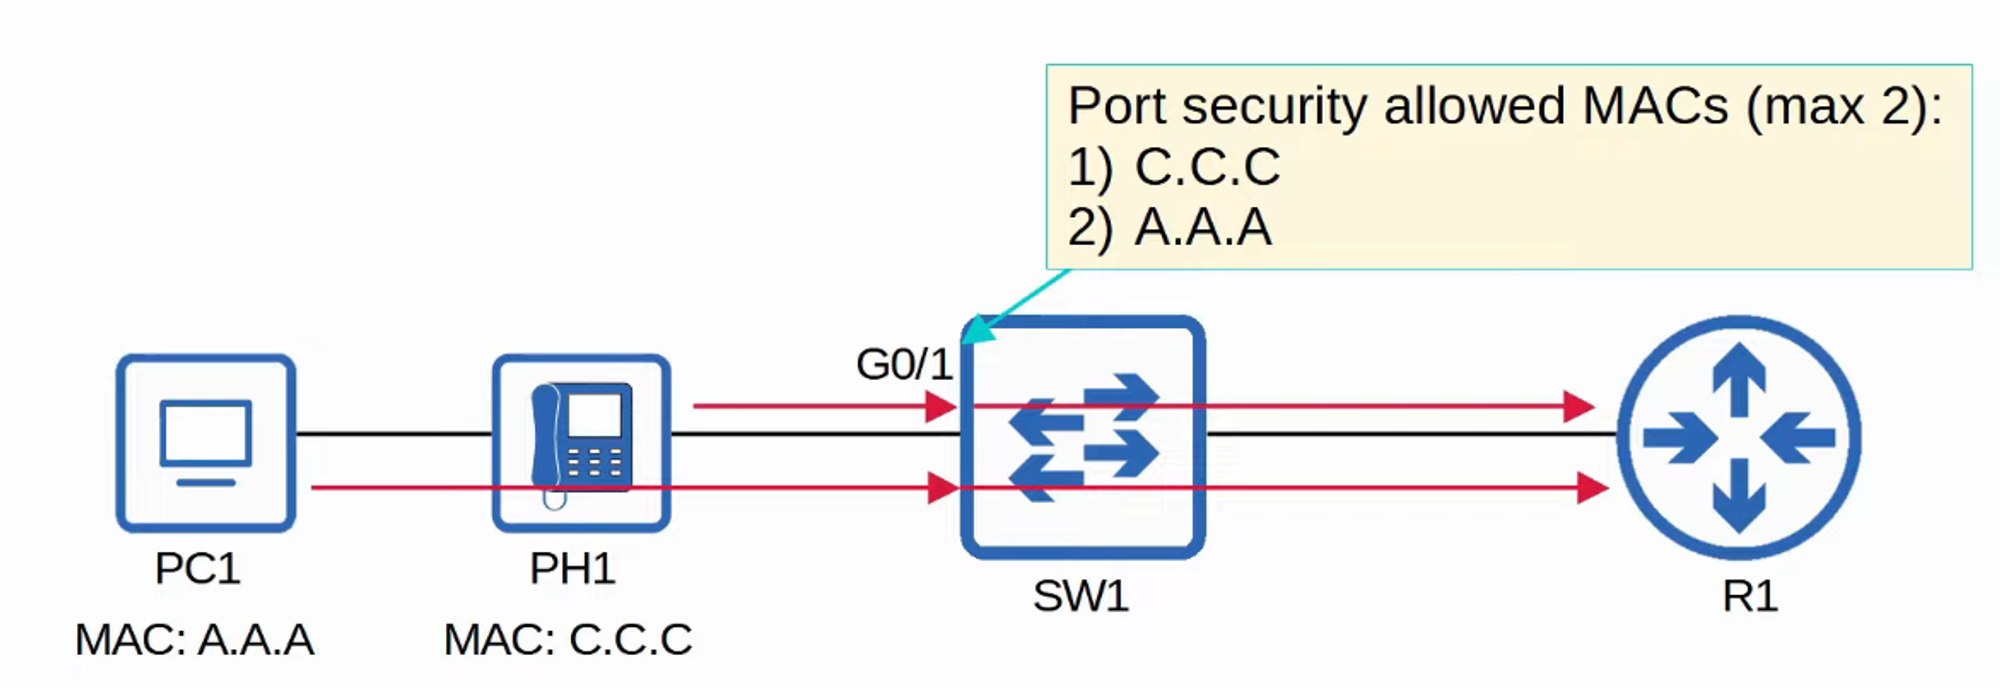 Port security allowed MACs (max 2):
1) C.C.C
2) A.A.A
G0/1
PC1
PH1
SW1
R1
MAC: A.A.A
MAC: C.C.C